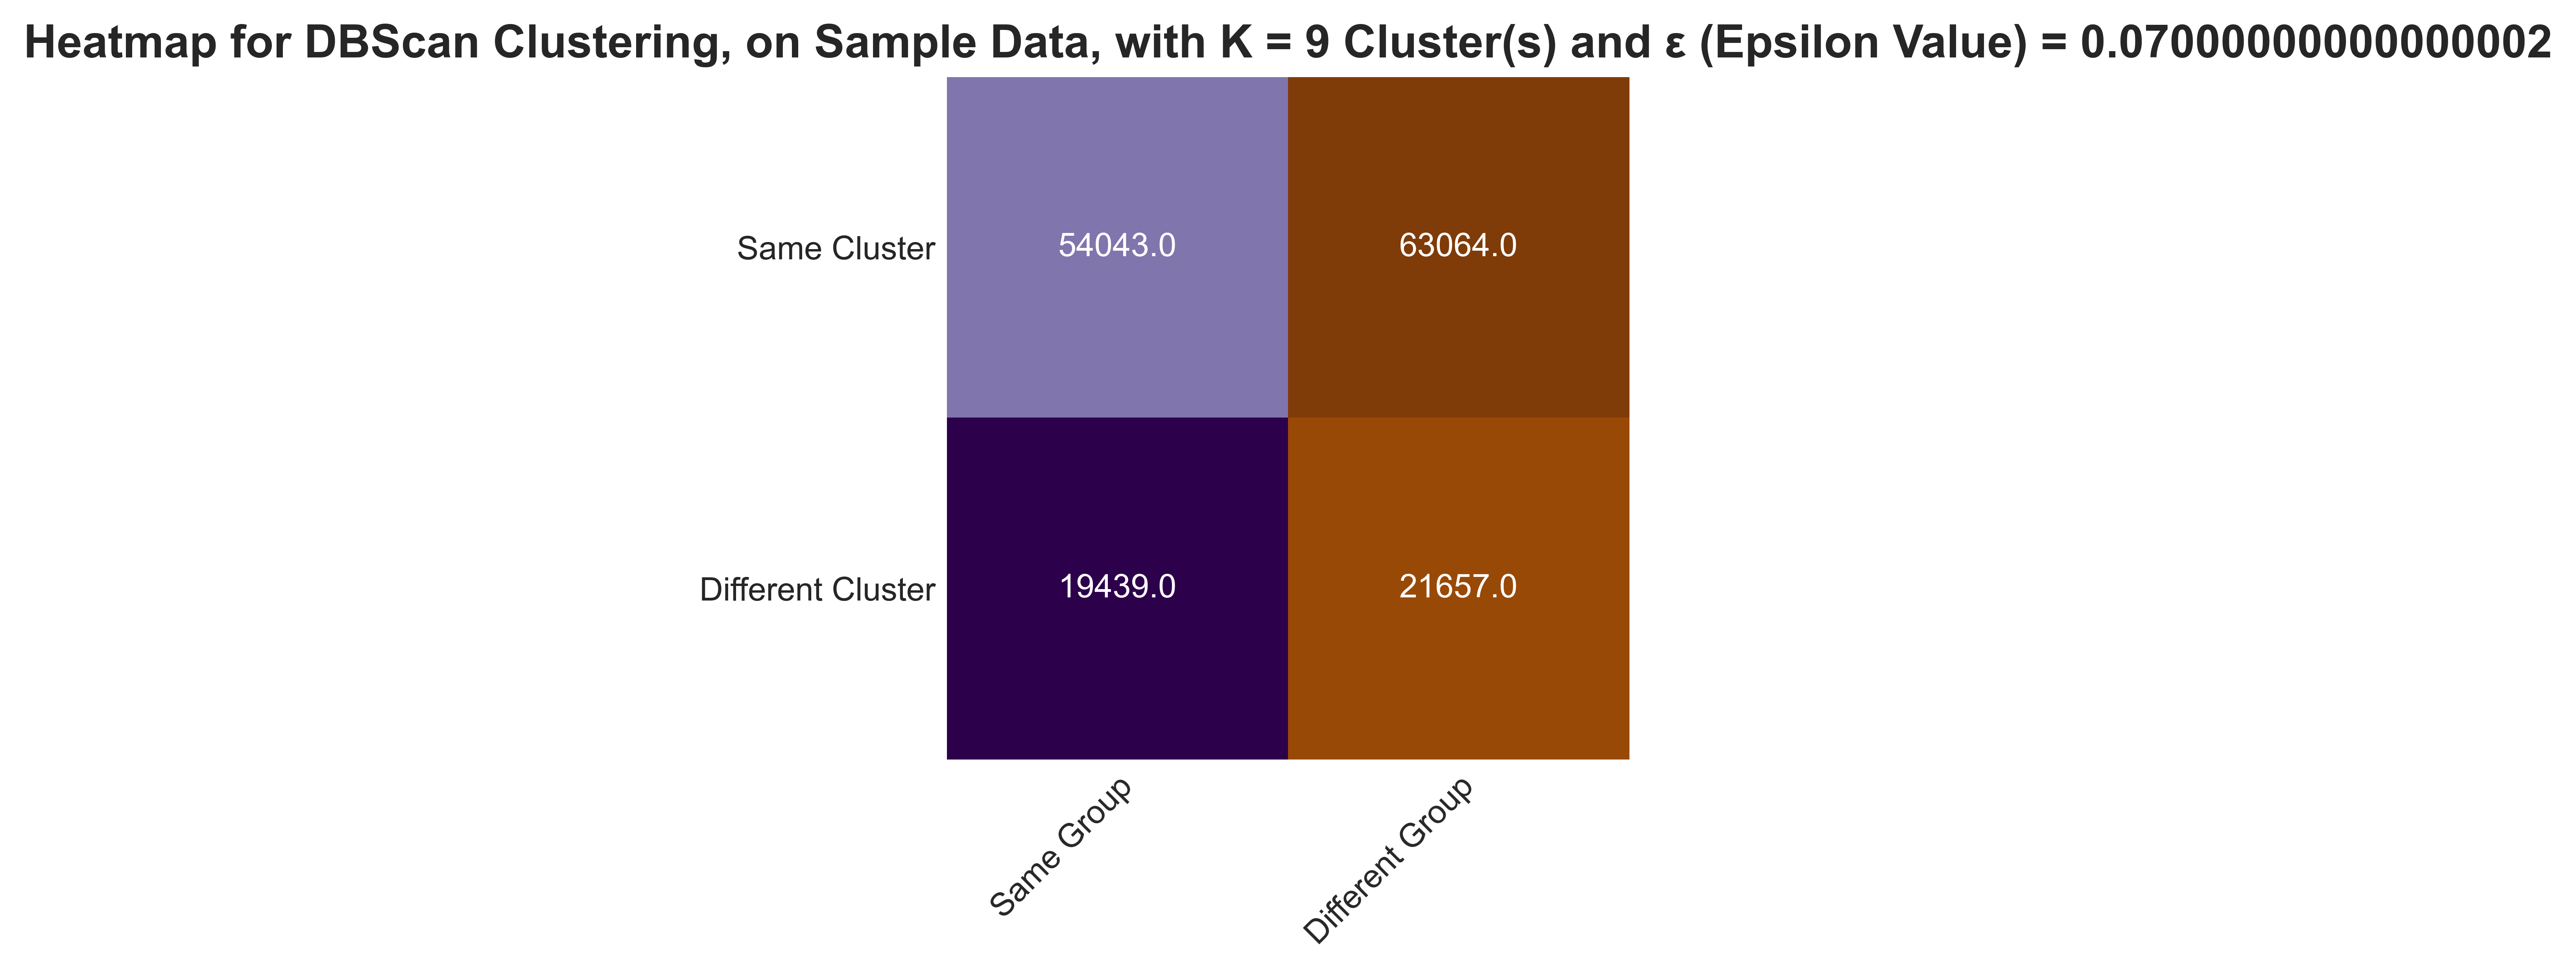 Heatmap for DBScan Clustering, on Sample Data, with K = 9 Cluster(s) and ε (Epsilon Value) = 0.07000000000000002
Same Cluster
54043.0
63064.0
Different Cluster
19439.0
21657.0
Same Group
Different Group